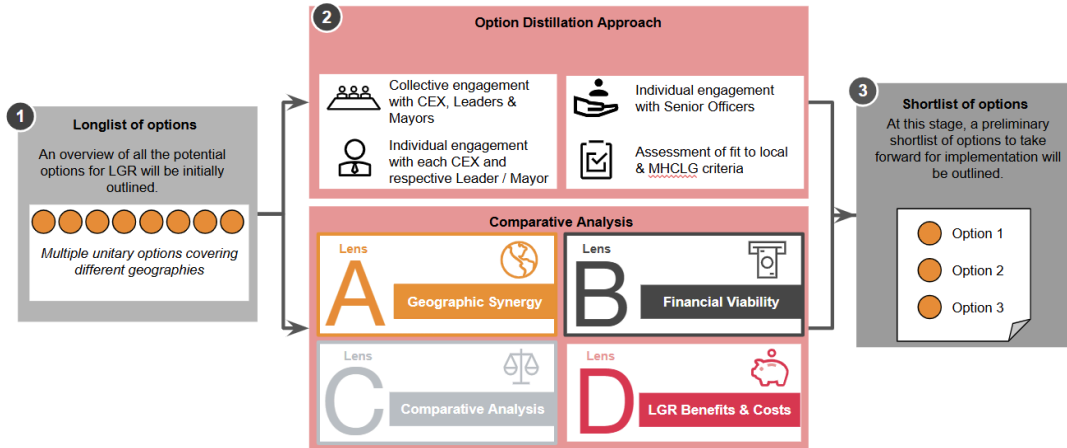 1
Longlist of options
An overview of all the potential
options for LGR will be initially
outlined.
Multiple unitary options covering
different geographies
2
Option Distillation Approach
Collective engagement
with CEX, Leaders &
Mayors
Individual engagement
with each CEX and
respective Leader / Mayor
Individual engagement
with Senior Officers
Assessment of fit to local
& MHCLG criteria
Comparative Analysis
Lens
A
Geographic Synergy
Lens
B
Financial Viability
Lens
C
Comparative Analysis
Lens
D
LGR Benefits & Costs
3
Shortlist of options
At this stage, a preliminary
shortlist of options to take
forward for implementation will
be outlined.
Option 1
Option 2
Option 3